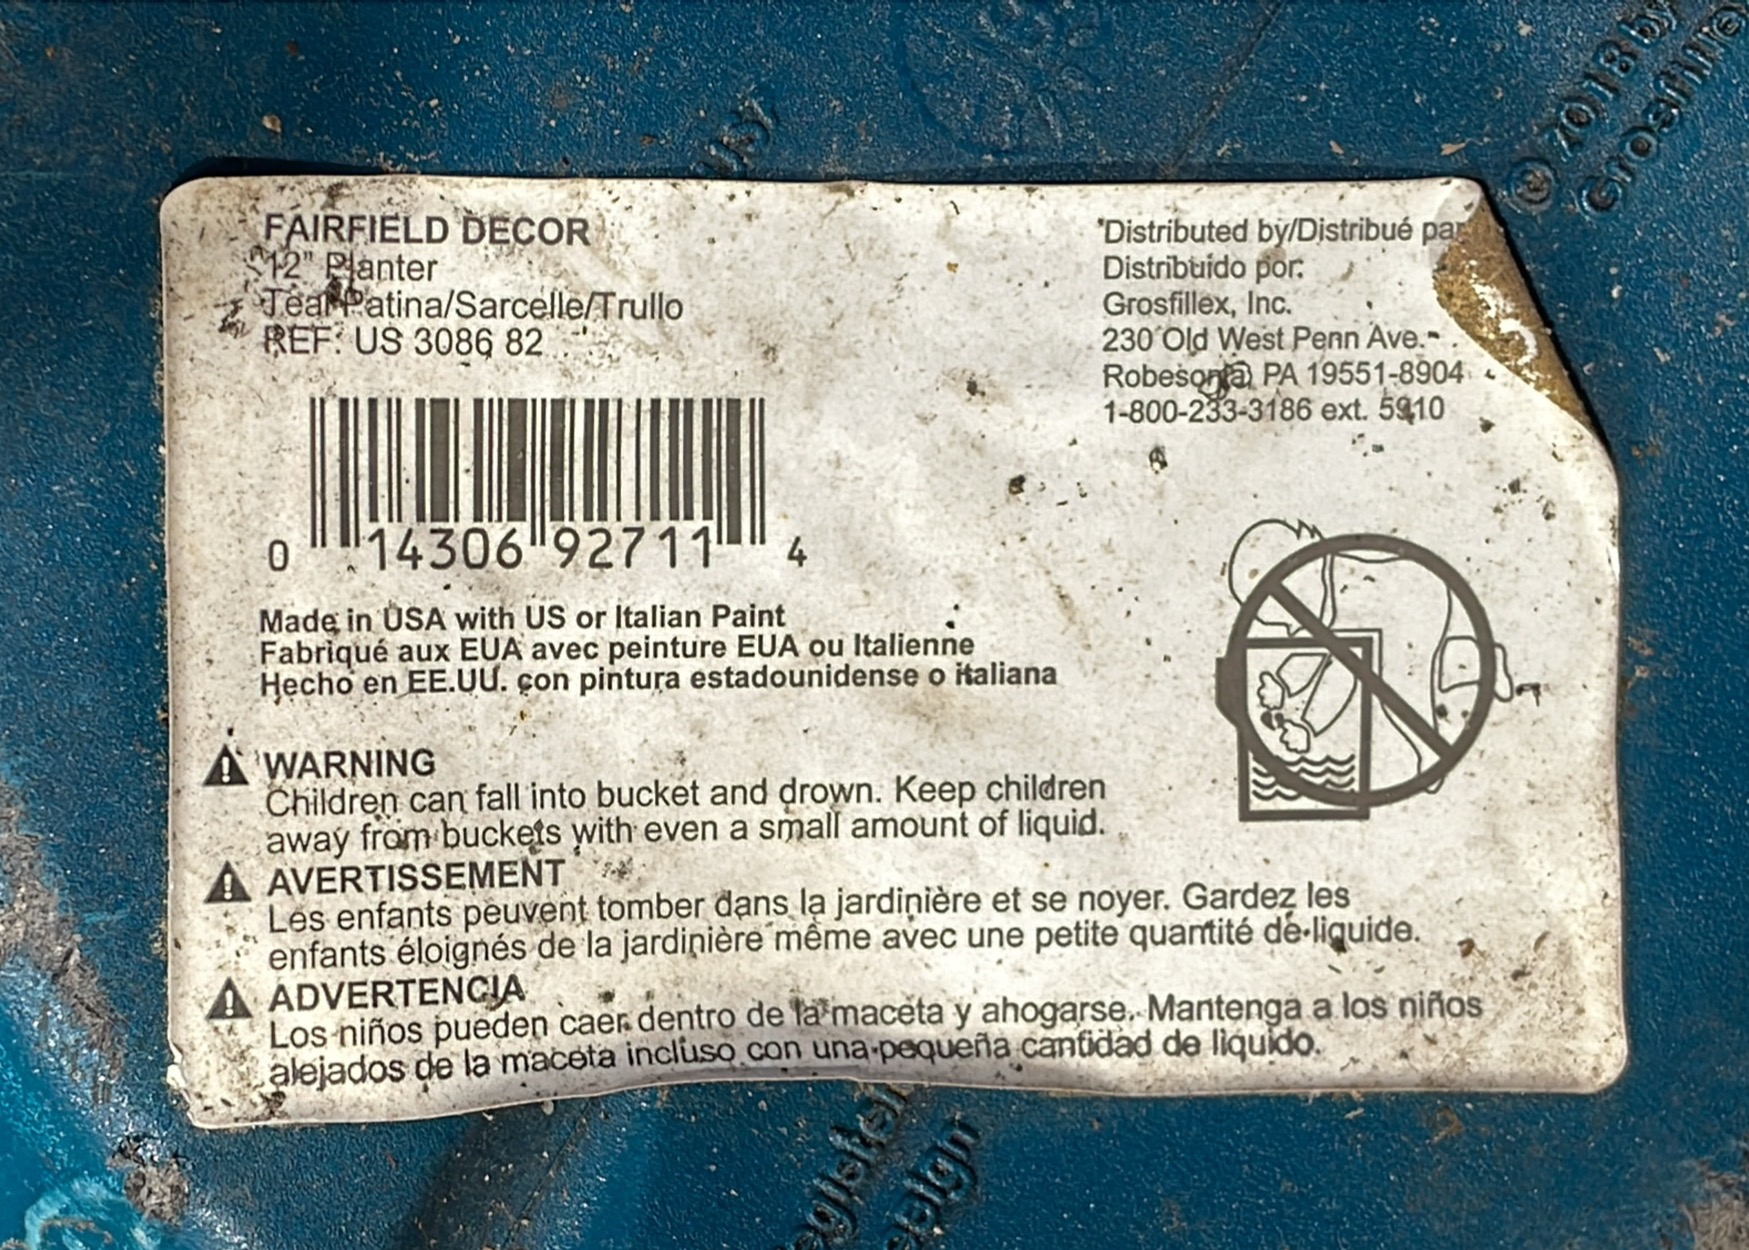 FAIRFIELD DECOR
12" Planter
Teal Patina/Sarcelle/Trullo
REF: US 3086 82
0 14306 92711 4
Made in USA with US or Italian Paint
Fabriqué aux EUA avec peinture EUA ou Italienne
Hecho en EE.UU. con pintura estadounidense o italiana
Distributed by/Distribué par
Distribuido por:
Grosfillex, Inc.
230 Old West Penn Ave.
Robesonia, PA 19551-8904
1-800-233-3186 ext. 5910
WARNING
Children can fall into bucket and drown. Keep children
away from buckets with even a small amount of liquid.
AVERTISSEMENT
Les enfants peuvent tomber dans la jardinière et se noyer. Gardez les
enfants éloignés de la jardinière même avec une petite quantité de liquide.
ADVERTENCIA
Los niños pueden caer dentro de la maceta y ahogarse. Mantenga a los niños
alejados de la maceta incluso con una pequeña cantidad de liquido.
© 2018 by
Grosfillex